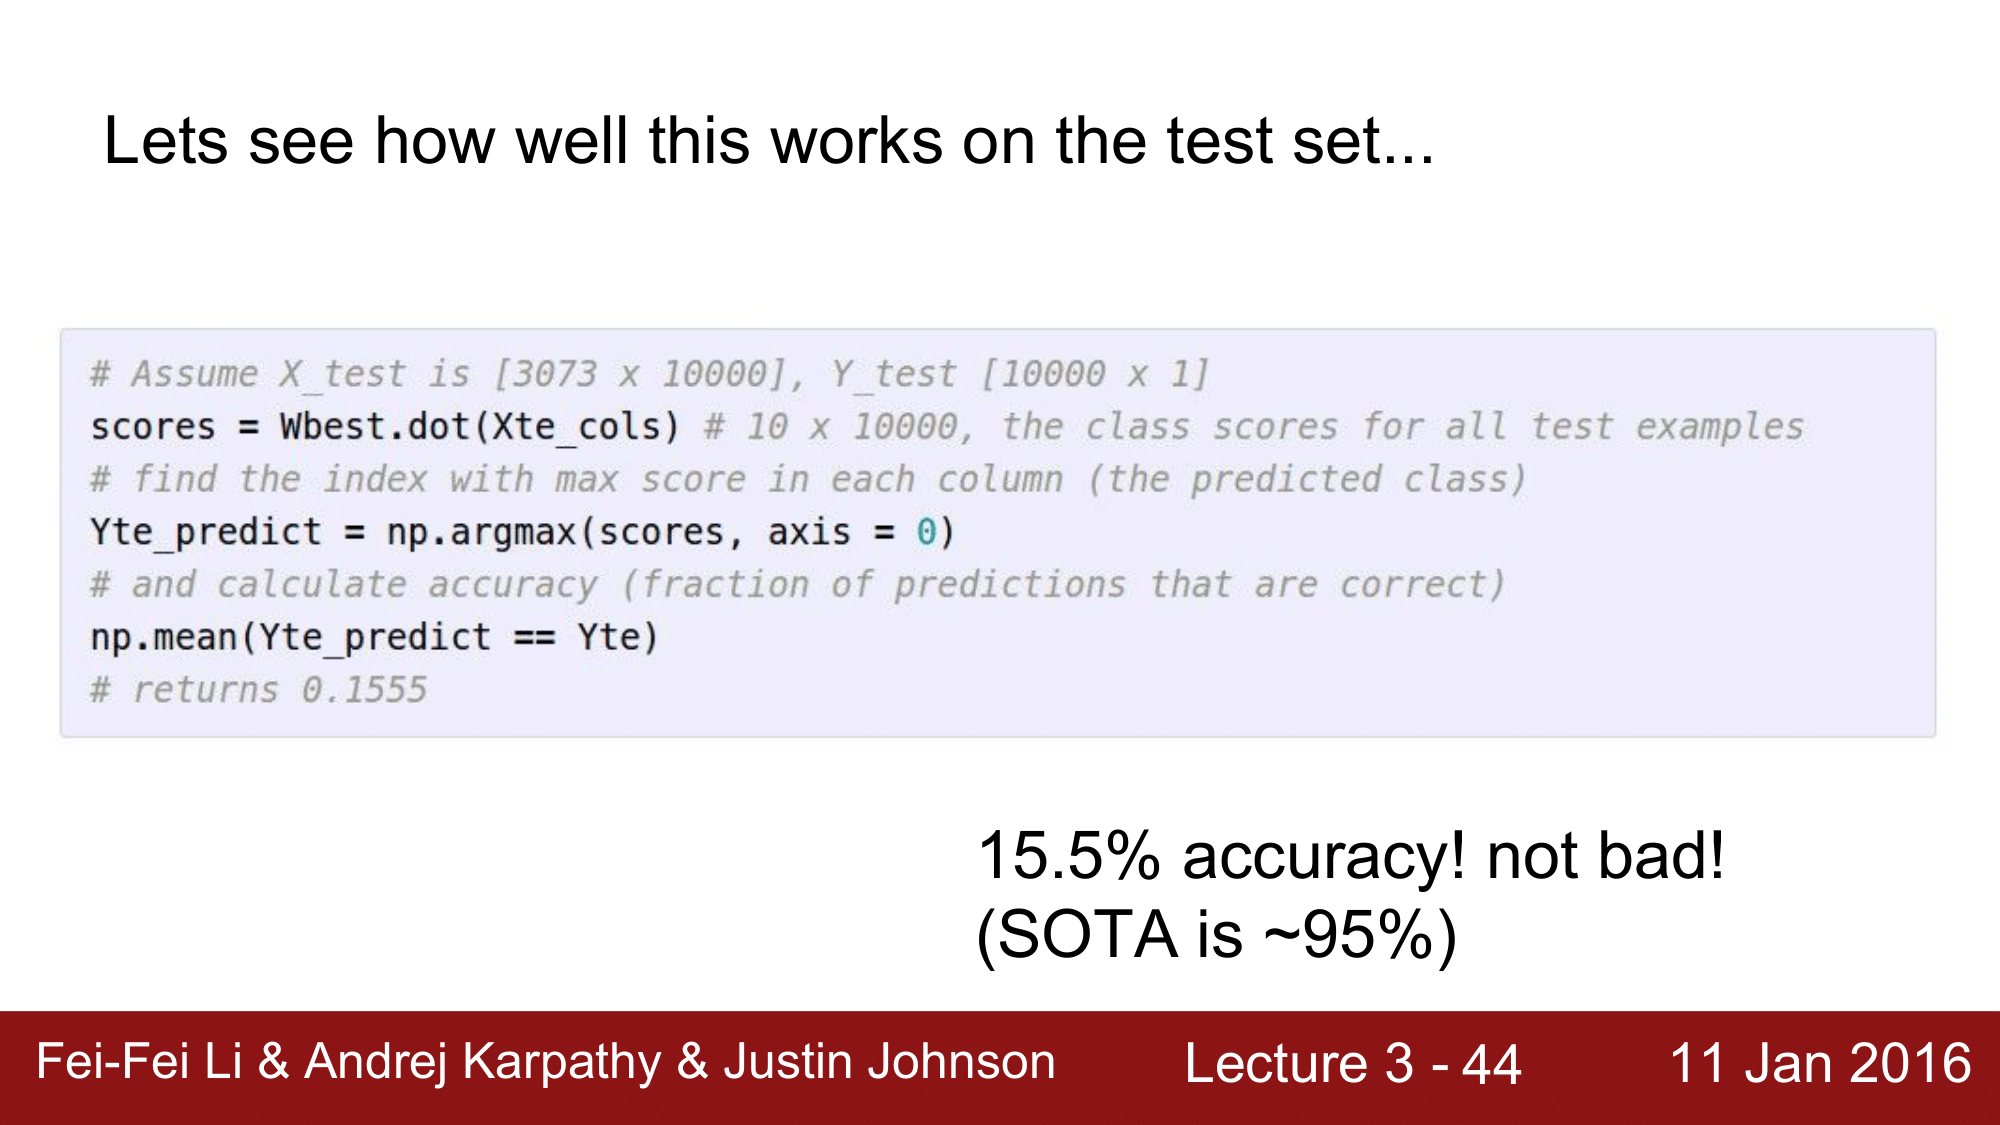 Lets see how well this works on the test set...
# Assume X_test is [3073 x 10000], Y_test [10000 x 1]
scores = Wbest.dot(Xte_cols) # 10 x 10000, the class scores for all test examples
# find the index with max score in each column (the predicted class)
Yte_predict = np.argmax(scores, axis = 0)
# and calculate accuracy (fraction of predictions that are correct)
np.mean(Yte_predict == Yte)
# returns 0.1555
15.5% accuracy! not bad!
(SOTA is ~95%)
Fei-Fei Li & Andrej Karpathy & Justin Johnson Lecture 3 - 44 11 Jan 2016